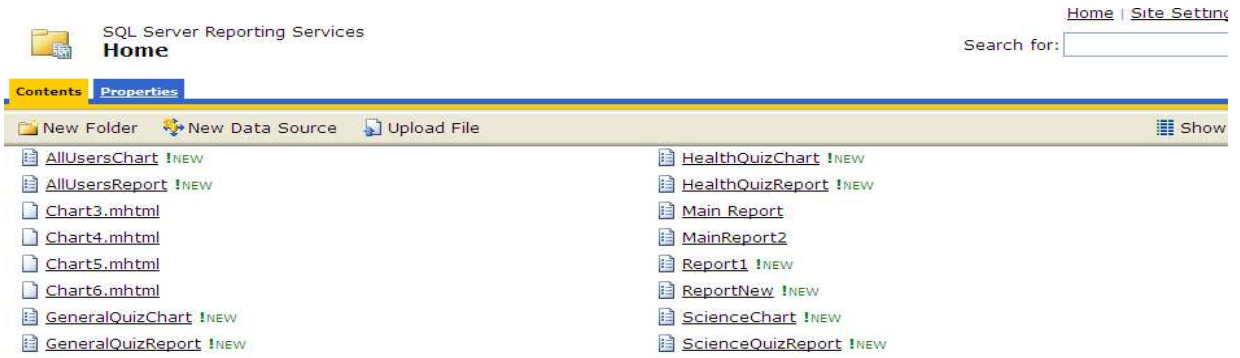 Home | Site Setting
SQL Server Reporting Services
Home
Search for:
Contents Properties
New Folder New Data Source Upload File Show
AllUsersChart !NEW
AllUsersReport !NEW
Chart3.mhtml
Chart4.mhtml
Chart5.mhtml
Chart6.mhtml
GeneralQuizChart !NEW
GeneralQuizReport !NEW
HealthQuizChart !NEW
HealthQuizReport !NEW
Main Report
MainReport2
Report1 !NEW
ReportNew !NEW
ScienceChart !NEW
ScienceQuizReport !NEW